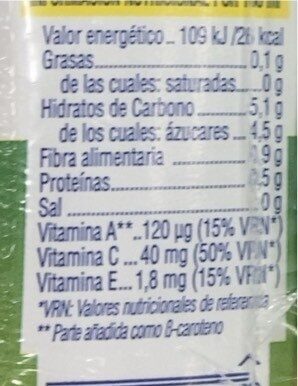 Valor energético.. 109 kJ /26 kcal
Grasas..................0,1 g
de las cuales: saturadas....0 g
Hidratos de Carbono..........5,1 g
de los cuales: ázucares....4,5 g
Fibra alimentaria
Proteínas
Sal..................0 g
Vitamina A**..120 µg (15% VRN*)
Vitamina C ... 40 mg (50% VRN*)
Vitamina E... 1,8 mg (15% VRN*)
*VRN: Valores nutricionales de referencia
** Parte añadida como β-caroteno